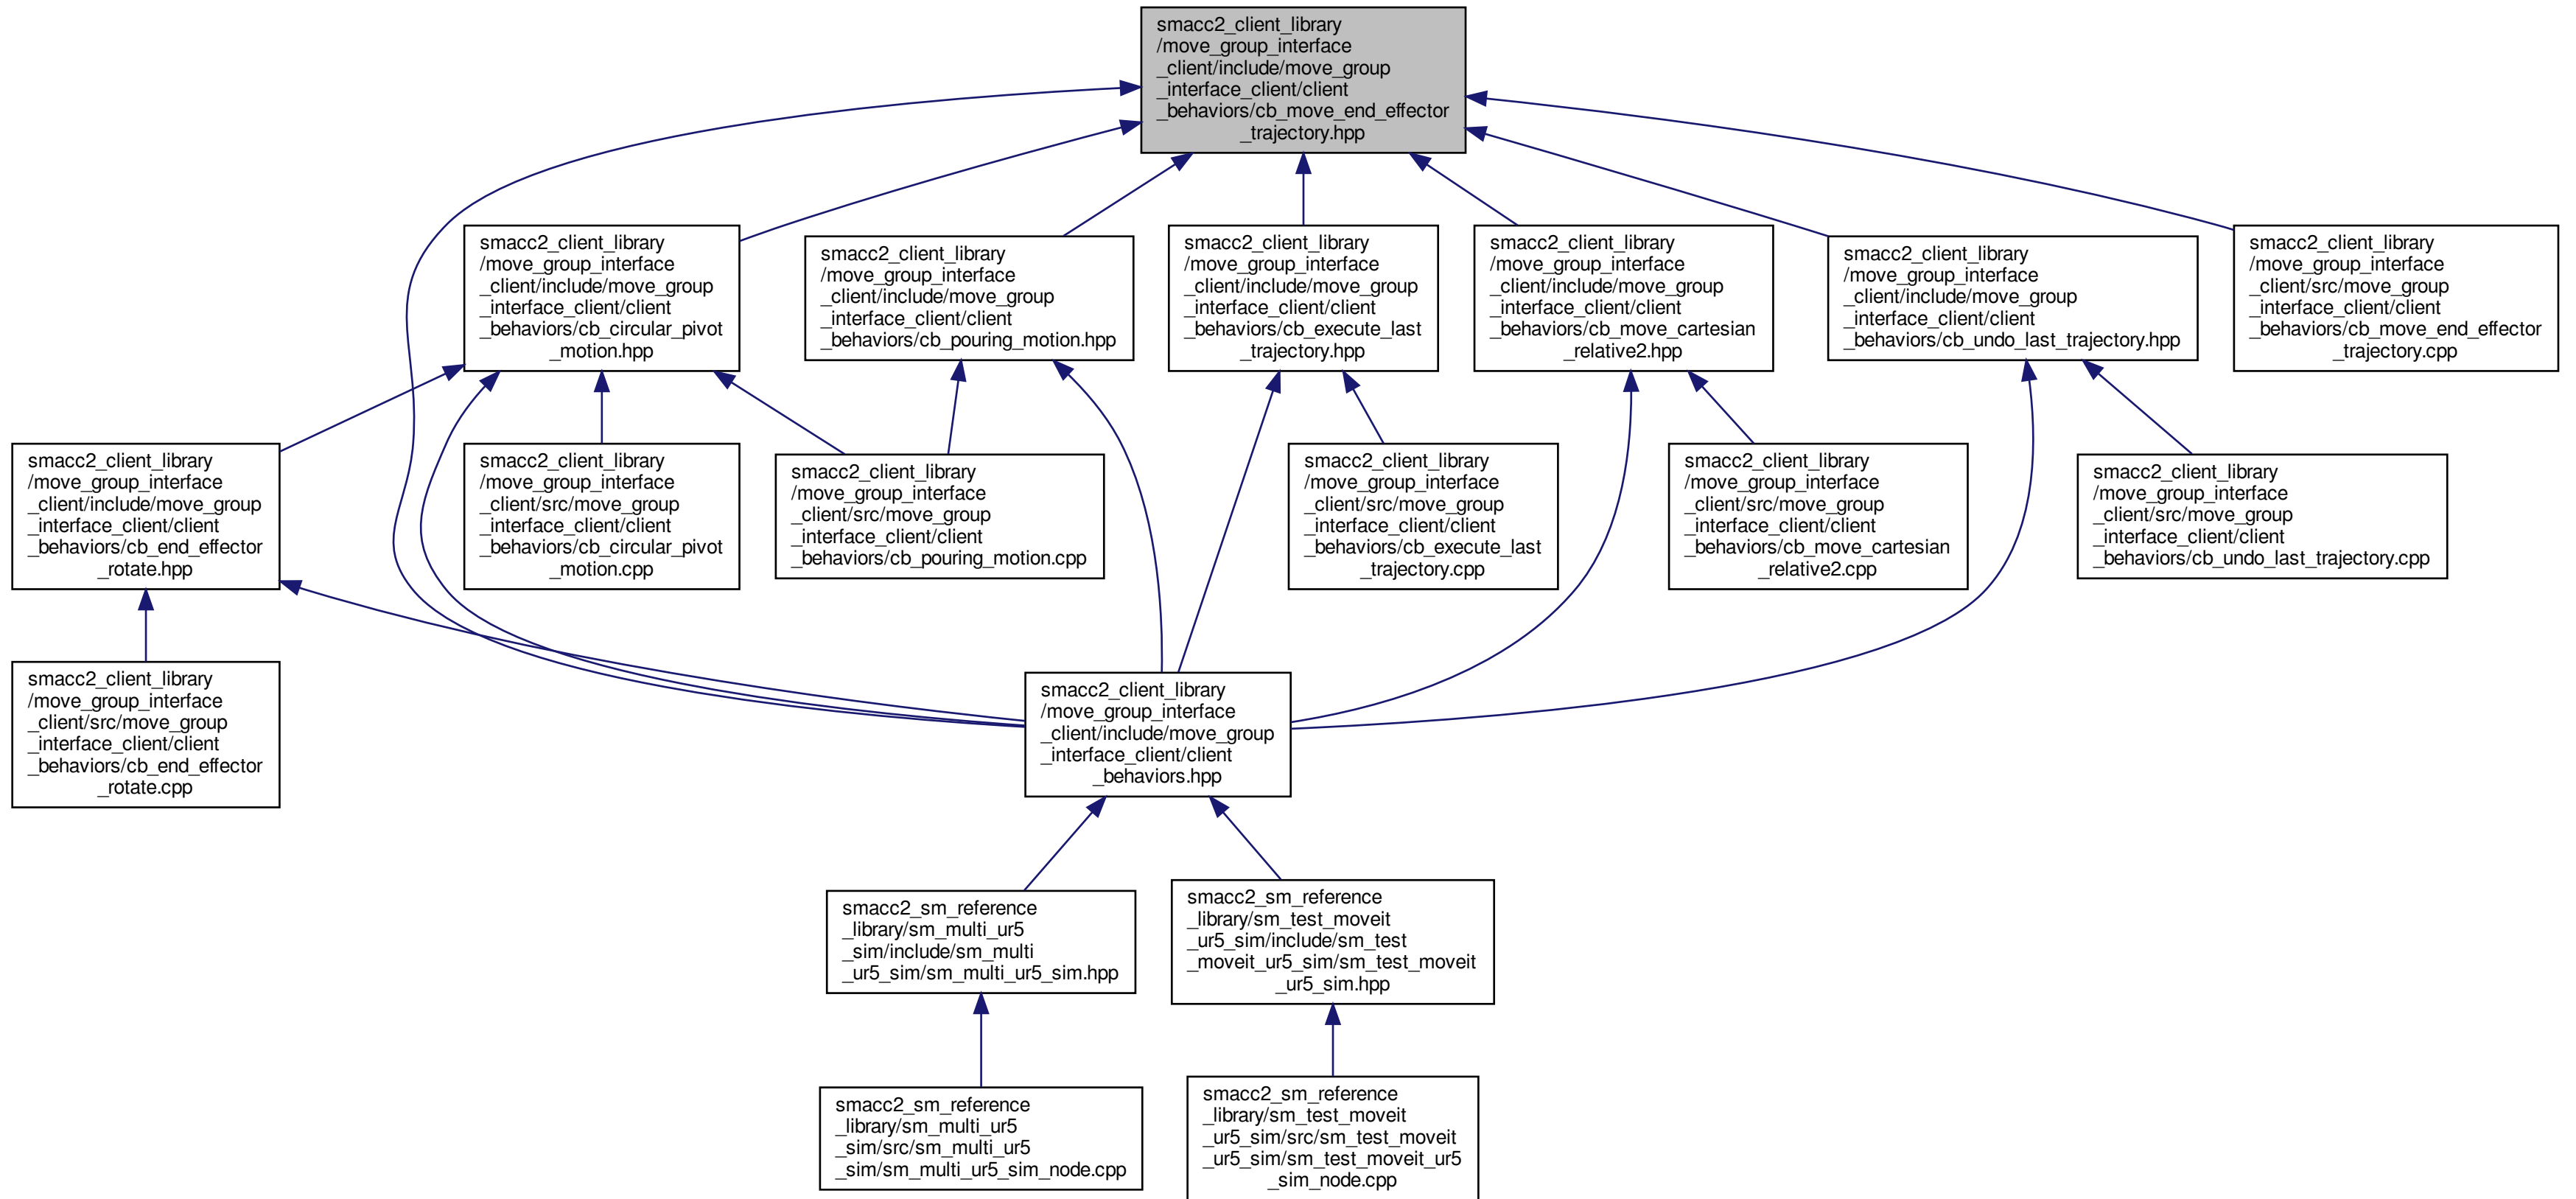 smacc2_client_library
/move_group_interface
_client/include/move_group
_interface_client/client
_behaviors/cb_move_end_effector
_trajectory.hpp
smacc2_client_library
/move_group_interface
_client/include/move_group
_interface_client/client
_behaviors/cb_circular_pivot
_motion.hpp
smacc2_client_library
/move_group_interface
_client/include/move_group
_interface_client/client
_behaviors/cb_pouring_motion.hpp
smacc2_client_library
/move_group_interface
_client/include/move_group
_interface_client/client
_behaviors/cb_execute_last
_trajectory.hpp
smacc2_client_library
/move_group_interface
_client/include/move_group
_interface_client/client
_behaviors/cb_move_cartesian
_relative2.hpp
smacc2_client_library
/move_group_interface
_client/include/move_group
_interface_client/client
_behaviors/cb_undo_last_trajectory.hpp
smacc2_client_library
/move_group_interface
_client/src/move_group
_interface_client/client
_behaviors/cb_move_end_effector
_trajectory.cpp
smacc2_client_library
/move_group_interface
_client/include/move_group
_interface_client/client
_behaviors/cb_end_effector
_rotate.hpp
smacc2_client_library
/move_group_interface
_client/src/move_group
_interface_client/client
_behaviors/cb_circular_pivot
_motion.cpp
smacc2_client_library
/move_group_interface
_client/src/move_group
_interface_client/client
_behaviors/cb_pouring_motion.cpp
smacc2_client_library
/move_group_interface
_client/src/move_group
_interface_client/client
_behaviors/cb_execute_last
_trajectory.cpp
smacc2_client_library
/move_group_interface
_client/src/move_group
_interface_client/client
_behaviors/cb_move_cartesian
_relative2.cpp
smacc2_client_library
/move_group_interface
_client/src/move_group
_interface_client/client
_behaviors/cb_undo_last_trajectory.cpp
smacc2_client_library
/move_group_interface
_client/src/move_group
_interface_client/client
_behaviors/cb_end_effector
_rotate.cpp
smacc2_client_library
/move_group_interface
_client/include/move_group
_interface_client/client
_behaviors.hpp
smacc2_sm_reference
_library/sm_multi_ur5
_sim/include/sm_multi
_ur5_sim/sm_multi_ur5_sim.hpp
smacc2_sm_reference
_library/sm_test_moveit
_ur5_sim/include/sm_test
_moveit_ur5_sim/sm_test_moveit
_ur5_sim.hpp
smacc2_sm_reference
_library/sm_multi_ur5
_sim/src/sm_multi_ur5
_sim/sm_multi_ur5_sim_node.cpp
smacc2_sm_reference
_library/sm_test_moveit
_ur5_sim/src/sm_test_moveit
_ur5_sim/sm_test_moveit_ur5
_sim_node.cpp